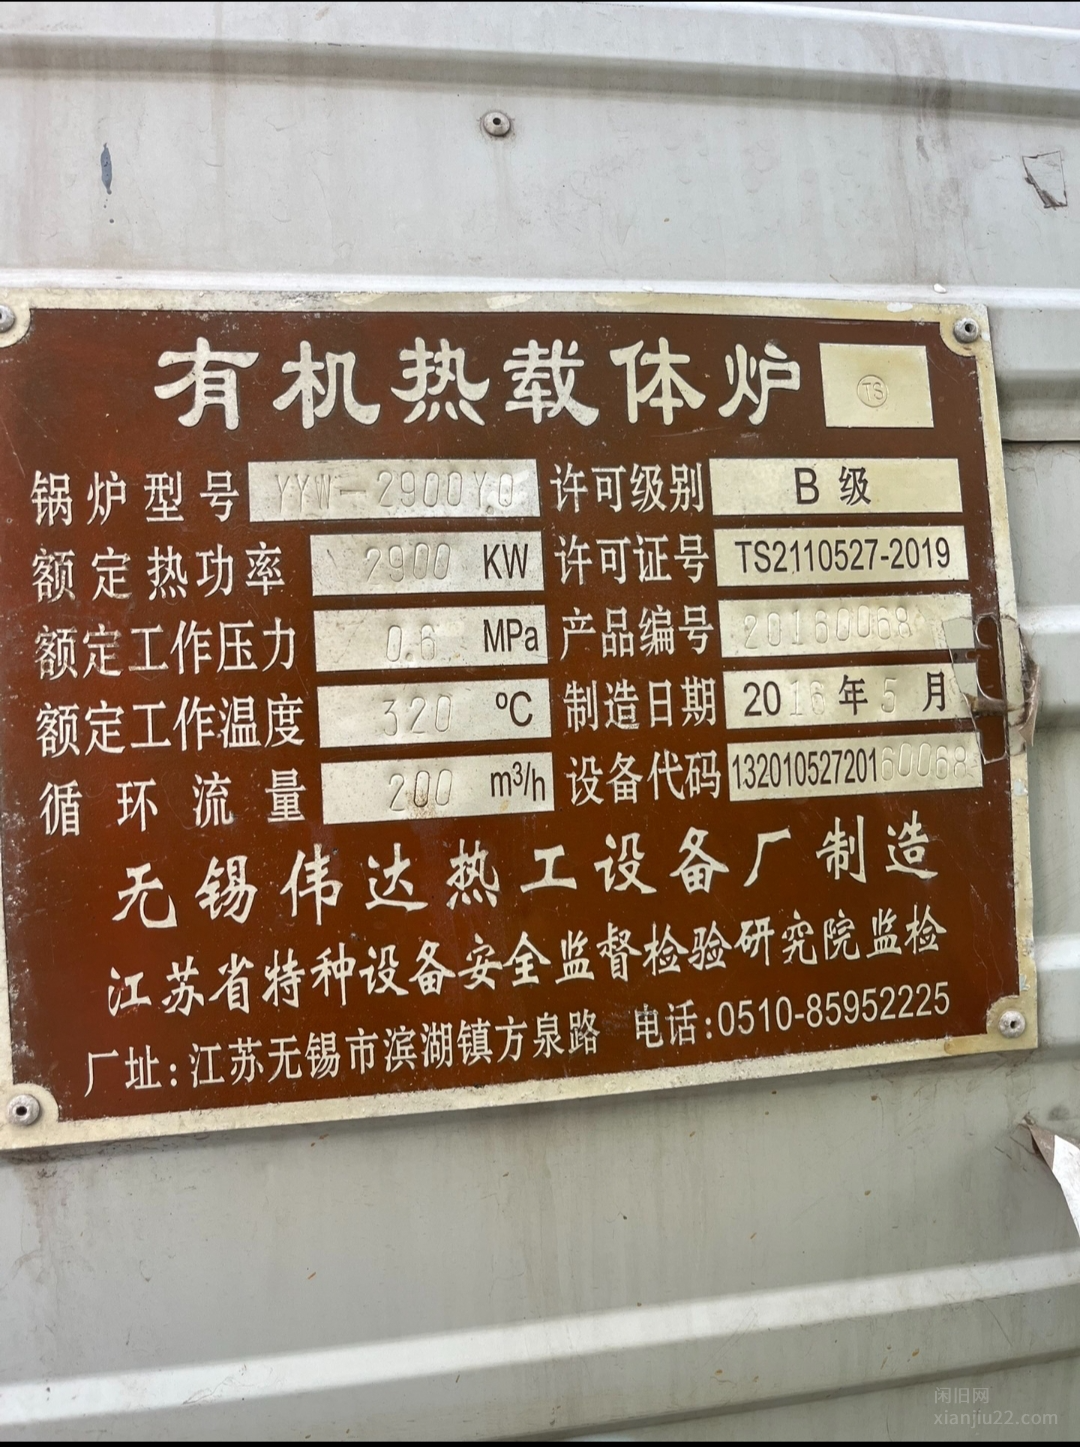 有机热载体炉 TS
锅炉型号 YYW-2900YQ 许可级别 B 级
额定热功率 2900 KW 许可证号 TS2110527-2019
额定工作压力 0.6 MPa 产品编号 20160068
额定工作温度 320 ℃ 制造日期 2016年5月
循环流量 200 m³/h 设备代码 13201052720160068
无锡伟达热工设备厂制造
江苏省特种设备安全监督检验研究院监检
厂址:江苏无锡市滨湖镇方泉路 电话:0510-85952225
闲旧网
xianjiu22.com